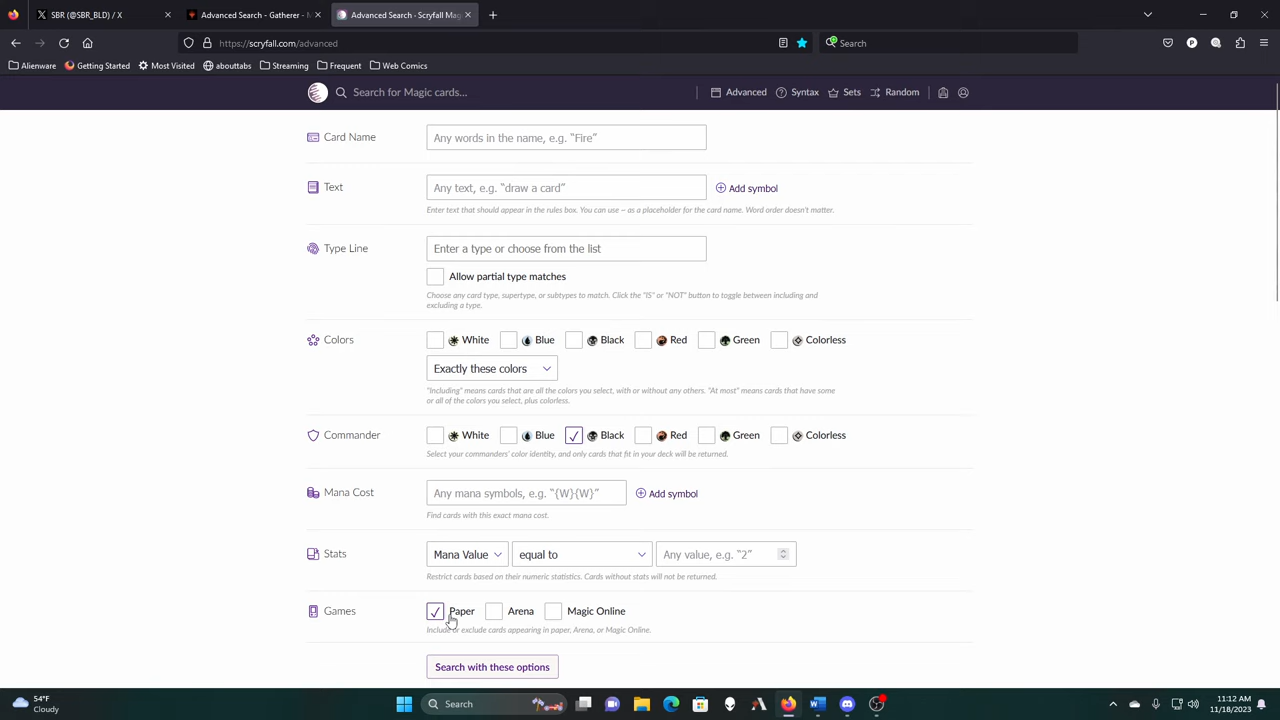 SBR (@SBR_BLD) / X
Advanced Search - Gatherer - M
Advanced Search · Scryfall Mag
https://scryfall.com/advanced
Search
Alienware
Getting Started
Most Visited
abouttabs
Streaming
Frequent
Web Comics
Search for Magic cards...
Advanced
Syntax
Sets
Random
Card Name
Any words in the name, e.g. “Fire”
Text
Any text, e.g. “draw a card”
Add symbol
Enter text that should appear in the rules box. You can use ~ as a placeholder for the card name. Word order doesn't matter.
Type Line
Enter a type or choose from the list
Allow partial type matches
Choose any card type, supertype, or subtypes to match. Click the "IS" or "NOT" button to toggle between including and
excluding a type.
Colors
White
Blue
Black
Red
Green
Colorless
Exactly these colors
"Including" means cards that are all the colors you select, with or without any others. "At most" means cards that have some
or all of the colors you select, plus colorless.
Commander
White
Blue
Black
Red
Green
Colorless
Select your commanders' color identity, and only cards that fit in your deck will be returned.
Mana Cost
Any mana symbols, e.g. “{W}{W}”
Add symbol
Find cards with this exact mana cost.
Stats
Mana Value
equal to
Any value, e.g. “2”
Restrict cards based on their numeric statistics. Cards without stats will not be returned.
Games
Paper
Arena
Magic Online
Include or exclude cards appearing in paper, Arena, or Magic Online.
Search with these options
54°F
Cloudy
Search
11:12 AM
11/18/2023